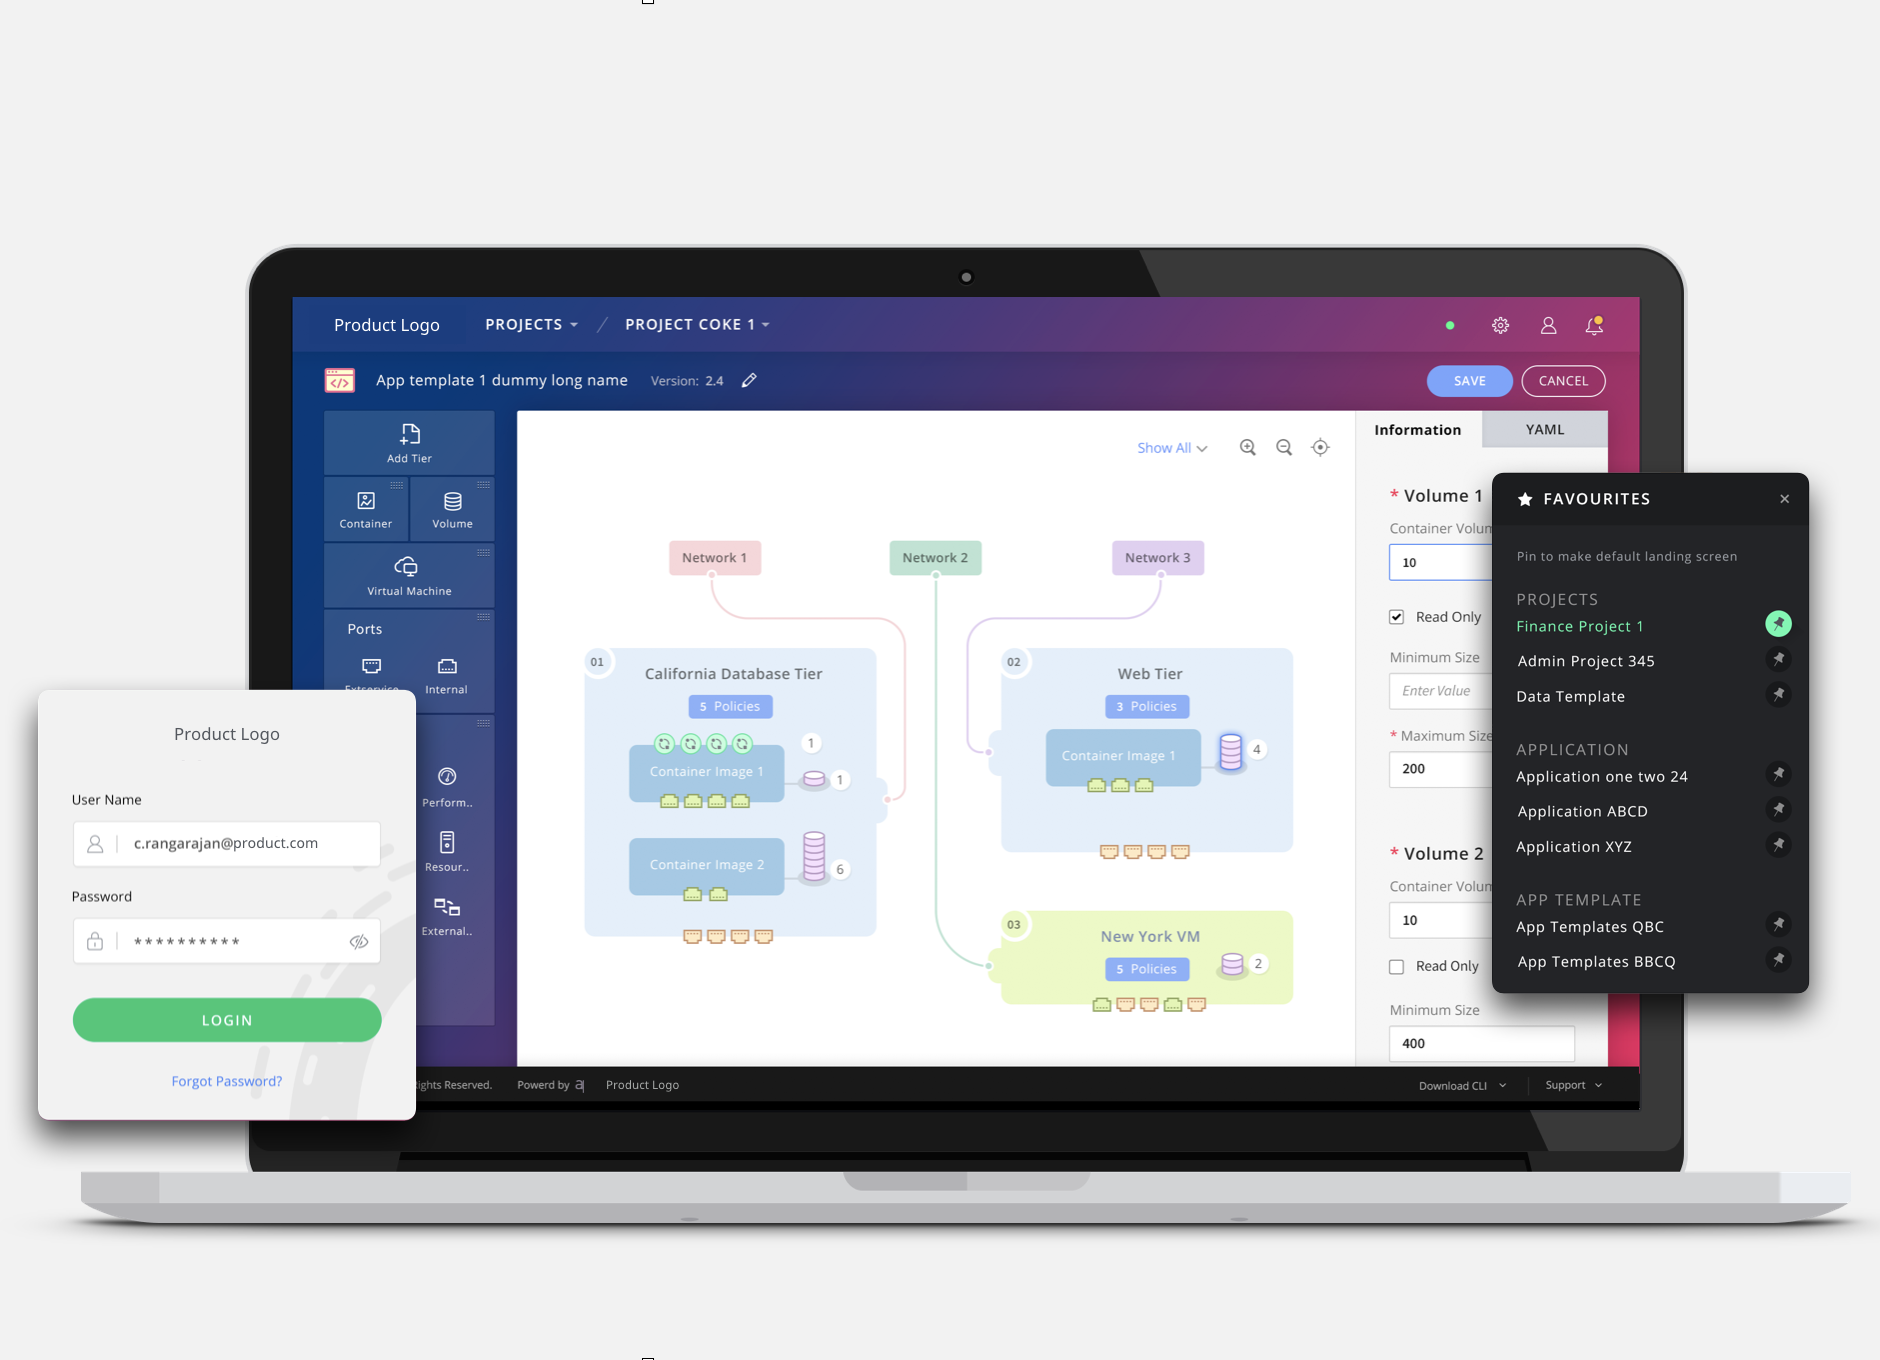 Product Logo
PROJECTS
PROJECT COKE 1
App template 1 dummy long name
Version: 2.4
SAVE
CANCEL
Add Tier
Container
Volume
Virtual Machine
Ports
Extservice
Internal
Perform..
Resour..
External..
Show All
Network 1
Network 2
Network 3
01
California Database Tier
5 Policies
Container Image 1
1
1
Container Image 2
6
02
Web Tier
3 Policies
Container Image 1
4
03
New York VM
5 Policies
2
Information
YAML
* Volume 1
Container Volum
10
Read Only
Minimum Size
Enter Value
* Maximum Size
200
* Volume 2
Container Volum
10
Read Only
Minimum Size
400
FAVOURITES
×
Pin to make default landing screen
PROJECTS
Finance Project 1
Admin Project 345
Data Template
APPLICATION
Application one two 24
Application ABCD
Application XYZ
APP TEMPLATE
App Templates QBC
App Templates BBCQ
Product Logo
User Name
c.rangarajan@product.com
Password
**********
LOGIN
Forgot Password?
ights Reserved.
Powerd by a|
Product Logo
Download CLI
Support